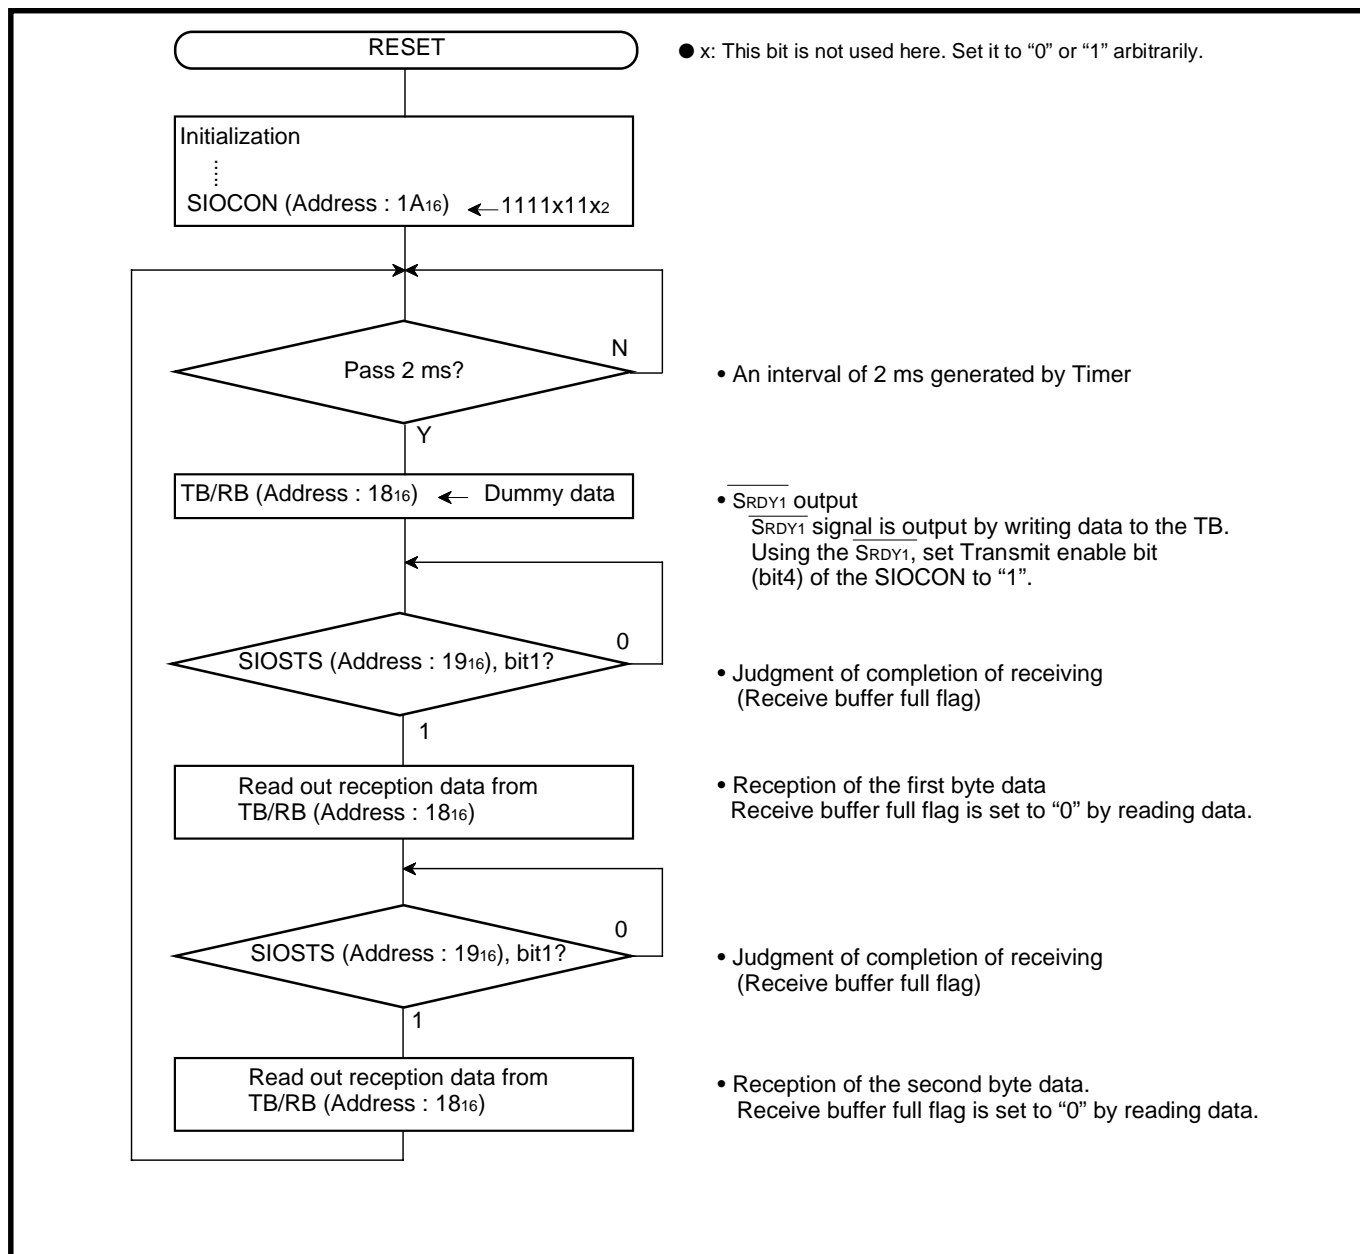 RESET
● x: This bit is not used here. Set it to “0” or “1” arbitrarily.
Initialization
SIOCON (Address : 1A16) ← 1111x11x2
Pass 2 ms?
N
• An interval of 2 ms generated by Timer
Y
TB/RB (Address : 1816) ← Dummy data
• SRDY1 output
SRDY1 signal is output by writing data to the TB.
Using the SRDY1, set Transmit enable bit
(bit4) of the SIOCON to “1”.
SIOSTS (Address : 1916), bit1?
0
• Judgment of completion of receiving
(Receive buffer full flag)
1
Read out reception data from
TB/RB (Address : 1816)
• Reception of the first byte data
Receive buffer full flag is set to “0” by reading data.
SIOSTS (Address : 1916), bit1?
0
• Judgment of completion of receiving
(Receive buffer full flag)
1
Read out reception data from
TB/RB (Address : 1816)
• Reception of the second byte data.
Receive buffer full flag is set to “0” by reading data.